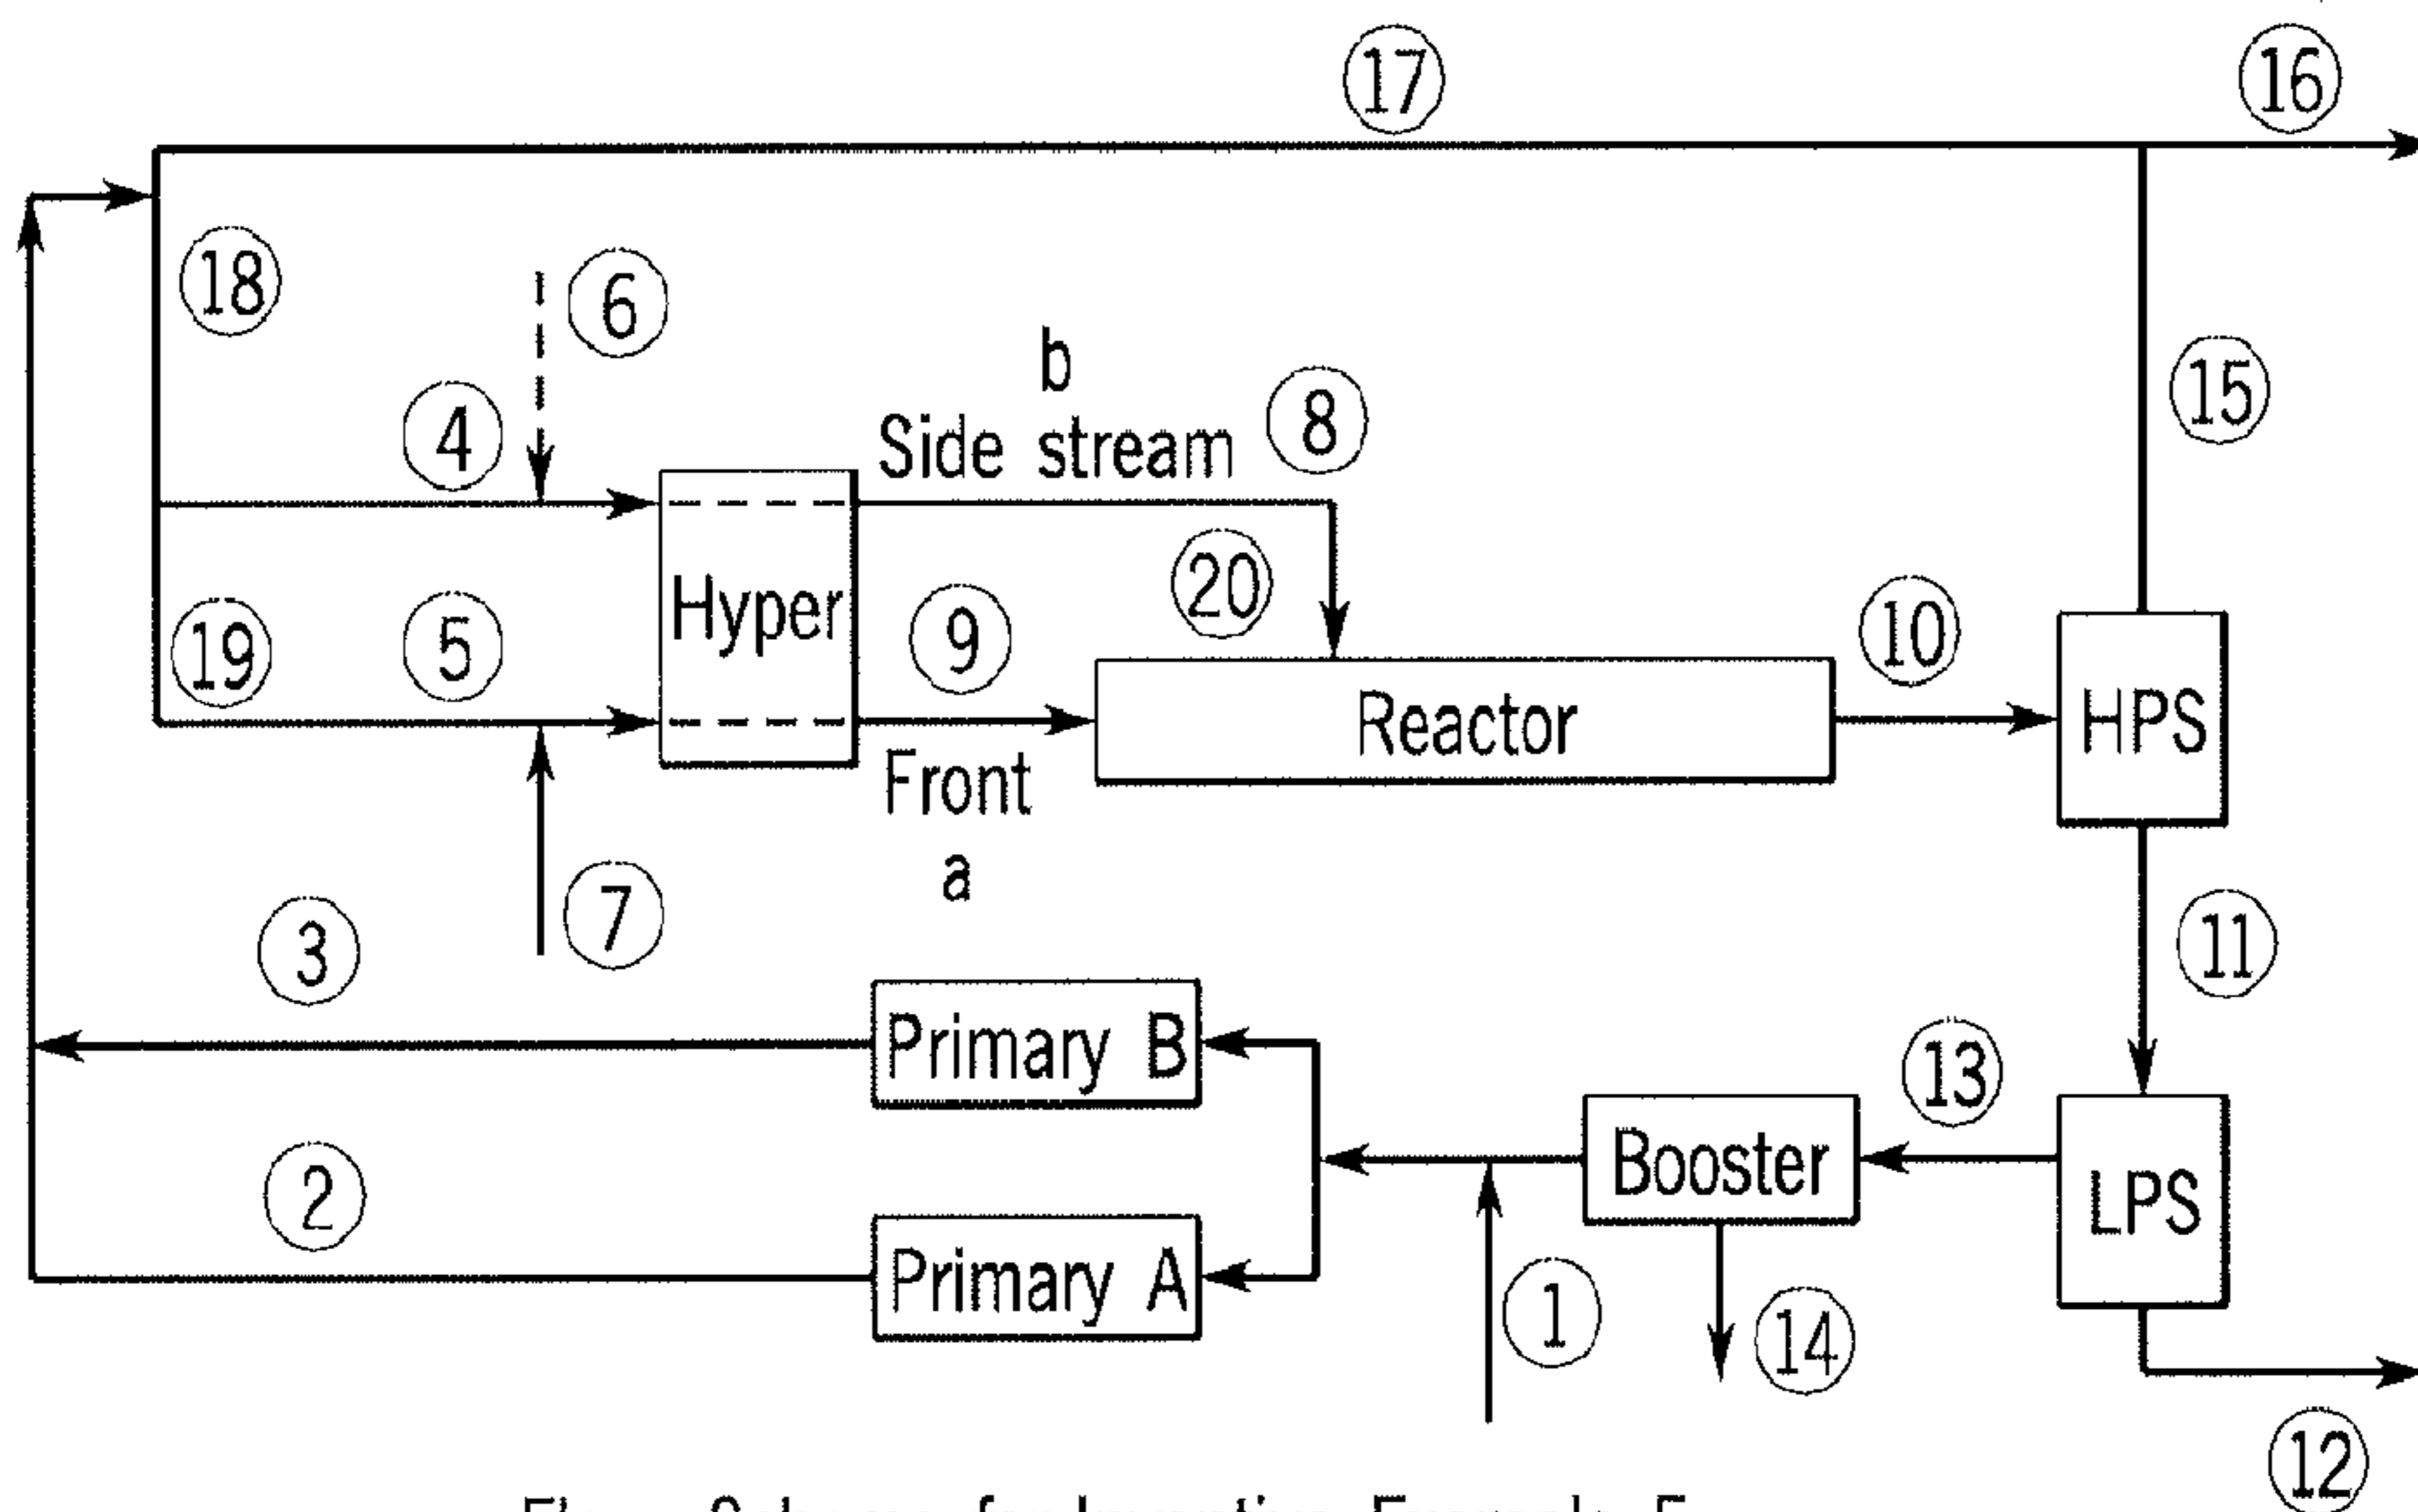 17
16
18
6
b
15
4
Side stream
8
Hyper
20
10
19
5
9
Reactor
HPS
Front
a
7
3
11
Primary B
13
Booster
2
LPS
Primary A
1
14
12